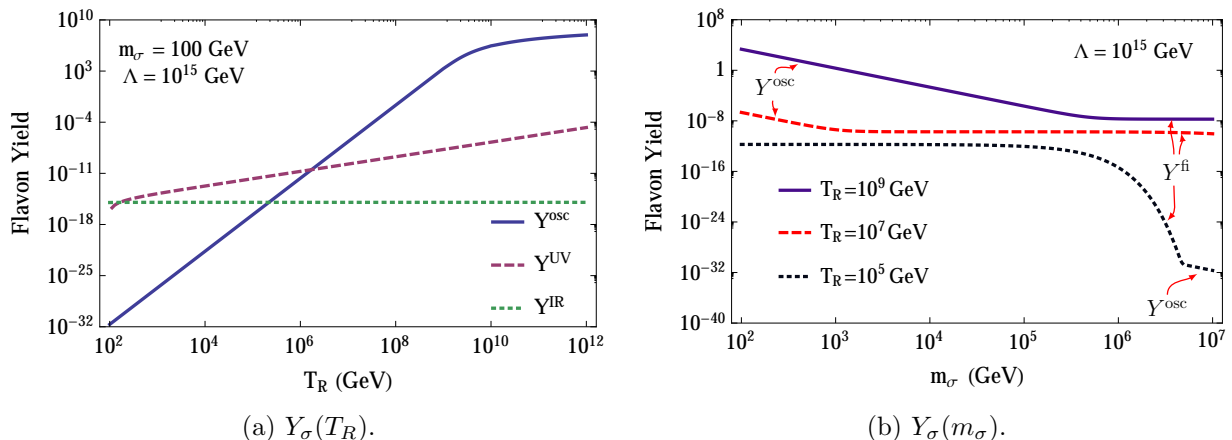 10^10
10^3
10^-4
10^-11
10^-18
10^-25
10^-32
Flavon Yield
m_σ = 100 GeV
Λ = 10^15 GeV
Y^osc
Y^UV
Y^IR
10^2 10^4 10^6 10^8 10^10 10^12
T_R (GeV)
(a) Y_σ(T_R).
10^8
1
10^-8
10^-16
10^-24
10^-32
10^-40
Flavon Yield
Λ = 10^15 GeV
Y^osc
Y^fi
T_R=10^9 GeV
T_R=10^7 GeV
T_R=10^5 GeV
Y^osc
10^2 10^3 10^4 10^5 10^6 10^7
m_σ (GeV)
(b) Y_σ(m_σ).